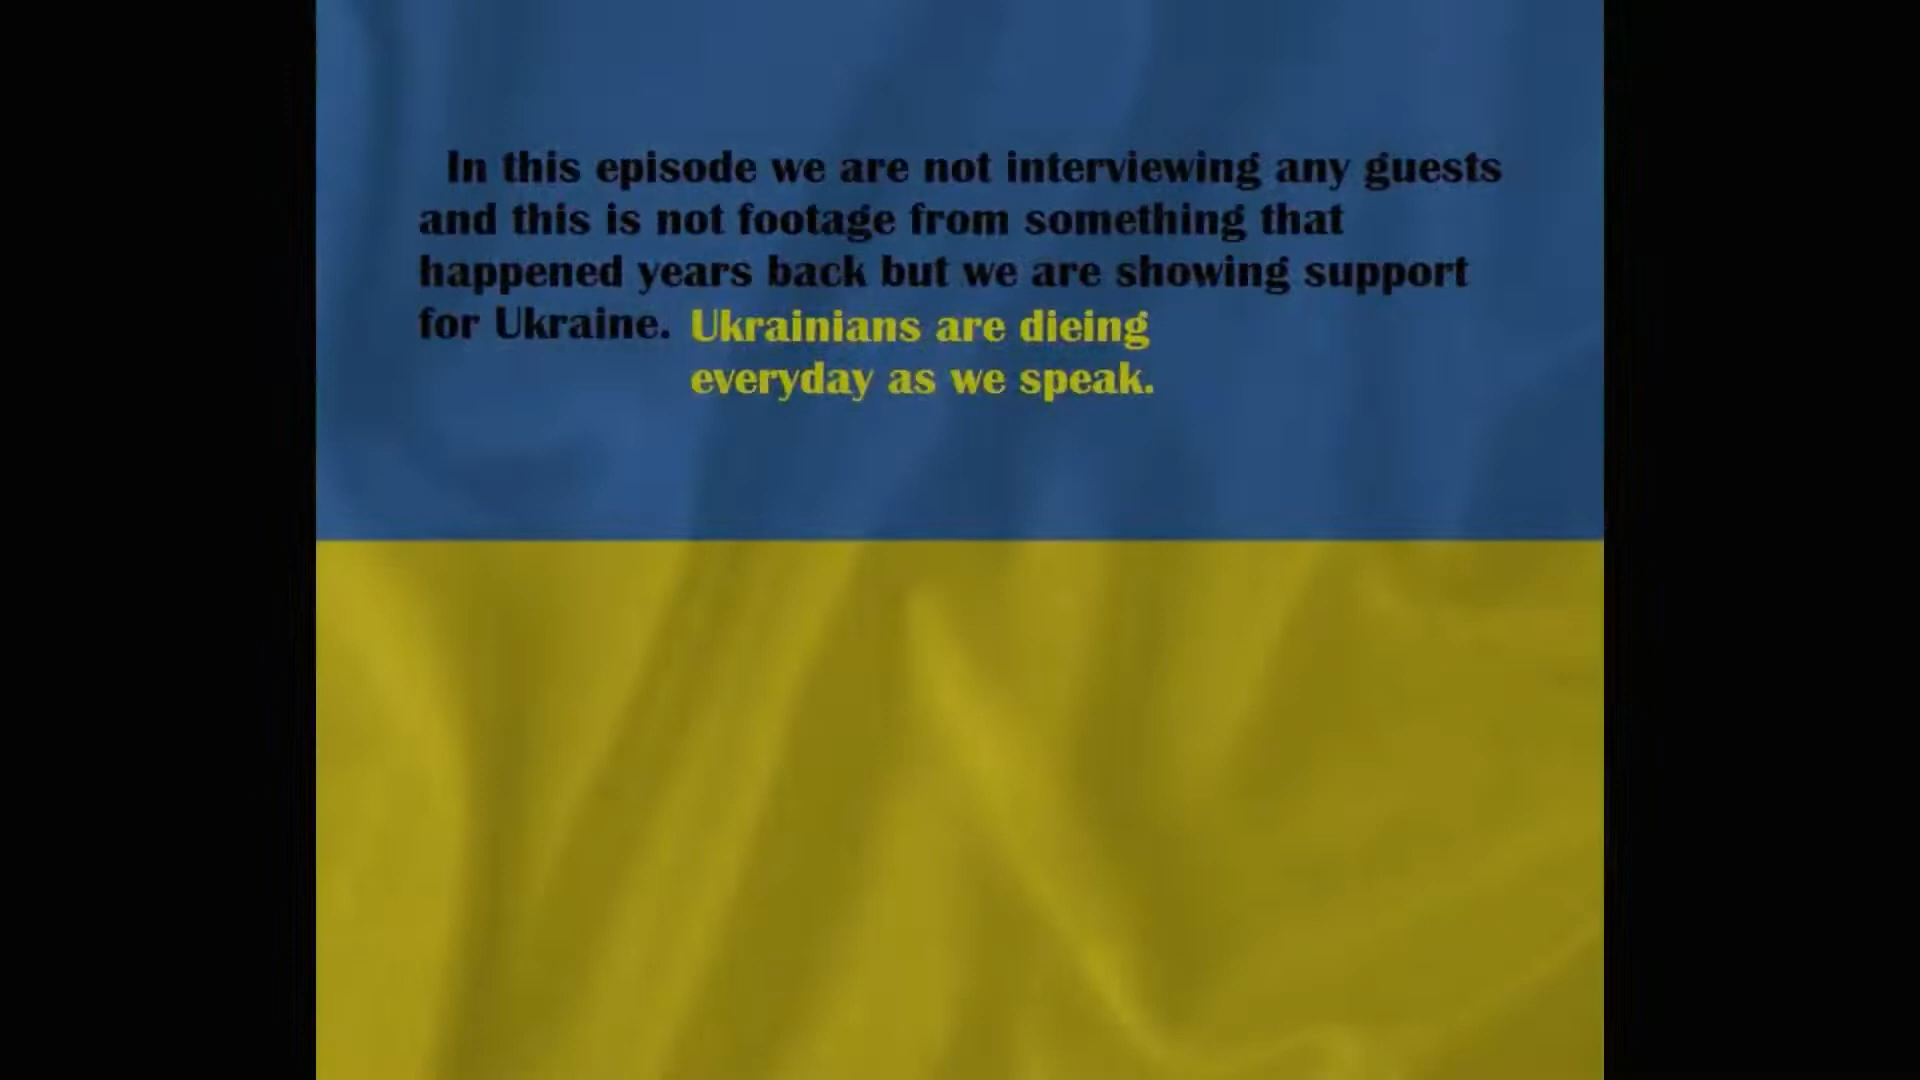 In this episode we are not interviewing any guests
and this is not footage from something that
happened years back but we are showing support
for Ukraine. Ukrainians are dieing
everyday as we speak.